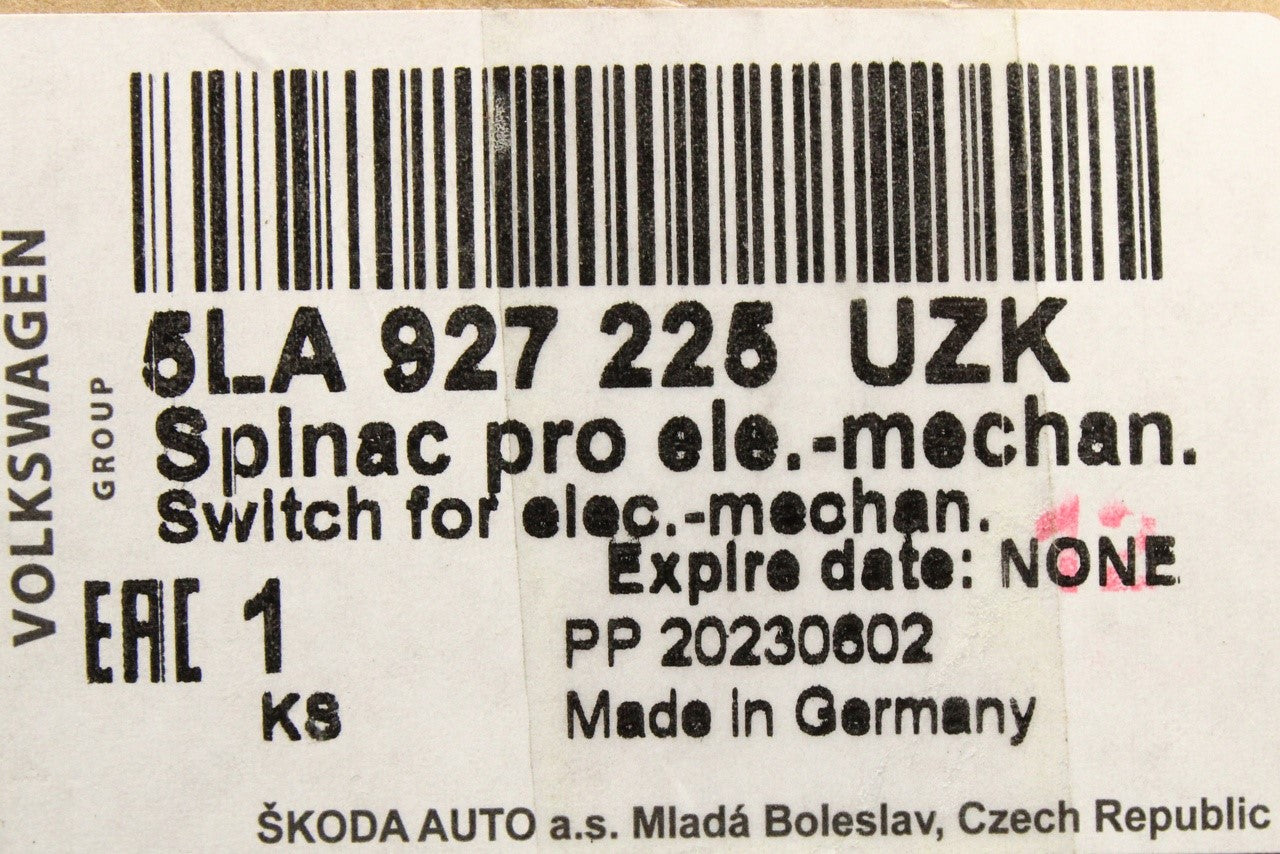 VOLKSWAGEN
GROUP
5LA 927 225 UZK
Spinac pro ele.-mechan.
Switch for elec.-mechan.
Expire date: NONE
EAC 1
KS
PP 20230602
Made in Germany
ŠKODA AUTO a.s. Mladá Boleslav, Czech Republic